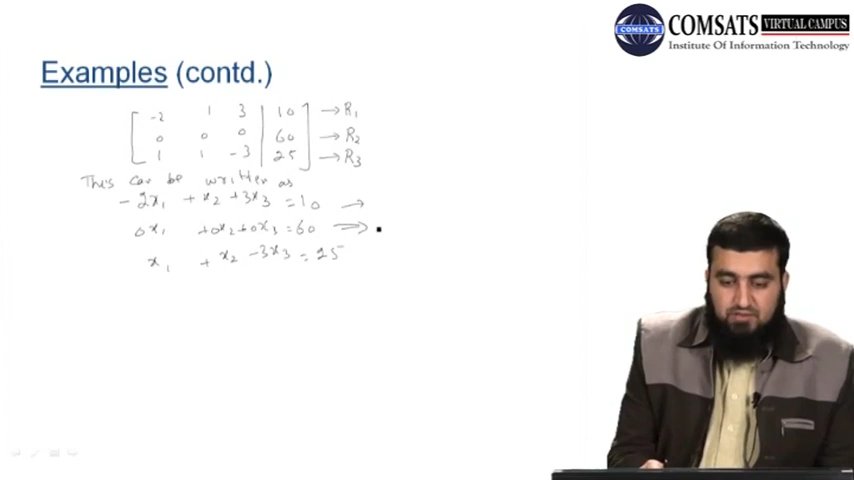 COMSATS VIRTUAL CAMPUS
COMSATS
Institute Of Information Technology
Examples (contd.)
[ -2 1 3 | 10 ] → R1
[ 0 0 0 | 60 ] → R2
[ 1 1 -3 | 25 ] → R3
This can be written as
-2x1 + x2 + 3x3 = 10 →
0x1 + 0x2 + 0x3 = 60 →
x1 + x2 - 3x3 = 25